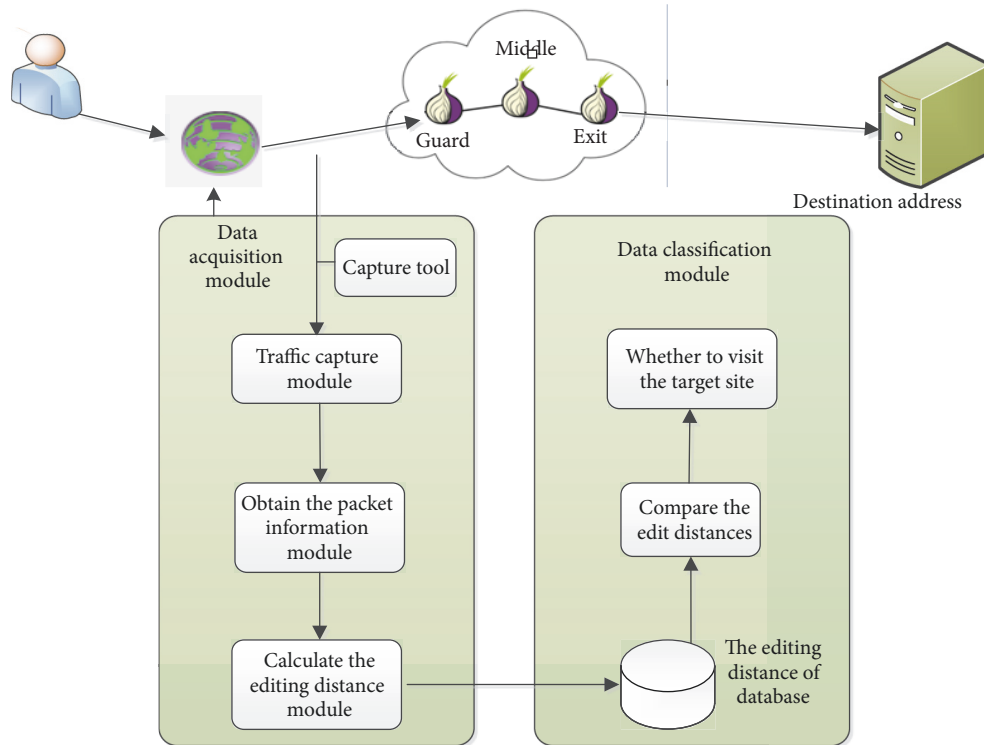 Middle
Guard
Exit
Destination address
Data
acquisition
module
Capture tool
Traffic capture
module
Obtain the packet
information
module
Calculate the
editing distance
module
Data classification
module
Whether to visit
the target site
Compare the
edit distances
The editing
distance of
database